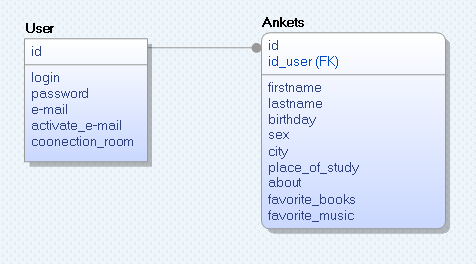 User
id
login
password
e-mail
activate_e-mail
coonection_room
Ankets
id
id_user (FK)
firstname
lastname
birthday
sex
city
place_of_study
about
favorite_books
favorite_music